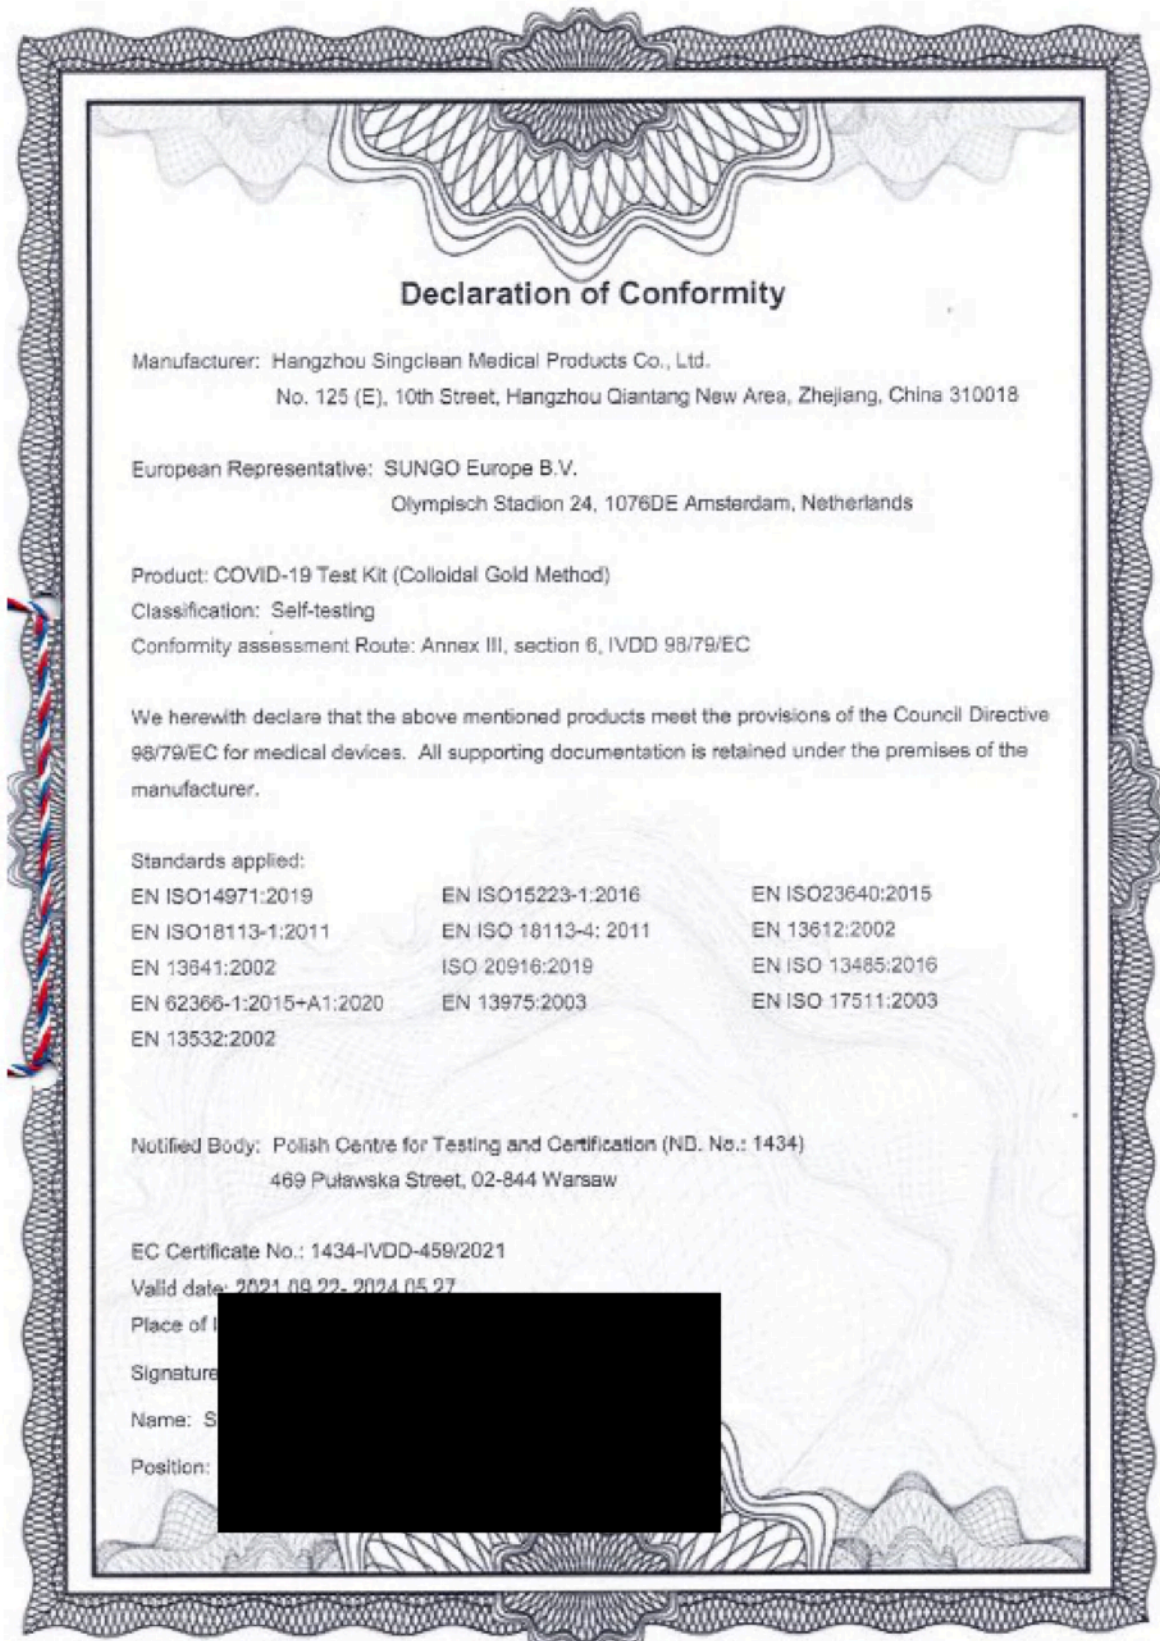 Declaration of Conformity
Manufacturer: Hangzhou Singclean Medical Products Co., Ltd.
No. 125 (E), 10th Street, Hangzhou Qiantang New Area, Zhejiang, China 310018
European Representative: SUNGO Europe B.V.
Olympisch Stadion 24, 1076DE Amsterdam, Netherlands
Product: COVID-19 Test Kit (Colloidal Gold Method)
Classification: Self-testing
Conformity assessment Route: Annex III, section 6, IVDD 98/79/EC
We herewith declare that the above mentioned products meet the provisions of the Council Directive
98/79/EC for medical devices. All supporting documentation is retained under the premises of the
manufacturer.
Standards applied:
EN ISO14971:2019 EN ISO15223-1:2016 EN ISO23640:2015
EN ISO18113-1:2011 EN ISO 18113-4: 2011 EN 13612:2002
EN 13641:2002 ISO 20916:2019 EN ISO 13485:2016
EN 62366-1:2015+A1:2020 EN 13975:2003 EN ISO 17511:2003
EN 13532:2002
Notified Body: Polish Centre for Testing and Certification (NB. No.: 1434)
469 Puławska Street, 02-844 Warsaw
EC Certificate No.: 1434-IVDD-459/2021
Valid date: 2021.09.22- 2024.05.27
Place of
Signature
Name: S
Position: